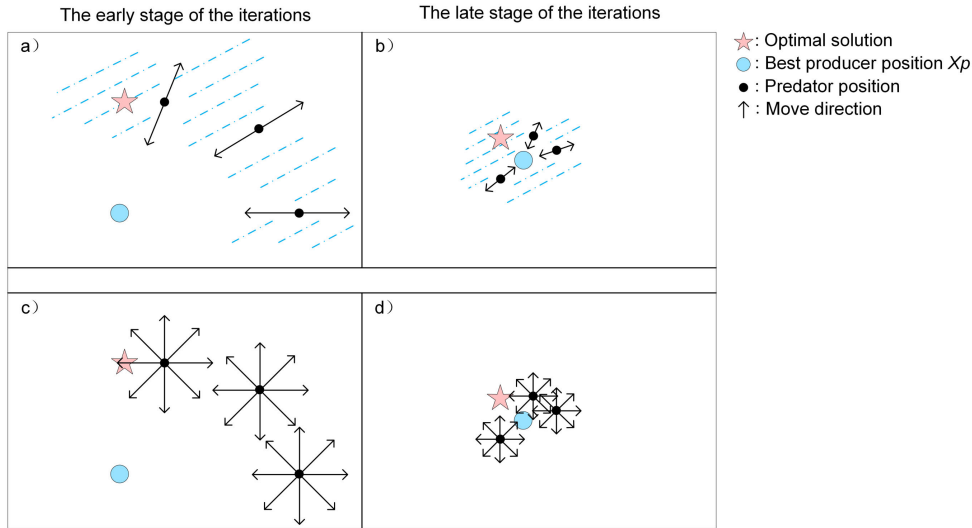 The early stage of the iterations
The late stage of the iterations
a）
b）
: Optimal solution
: Best producer position Xp
: Predator position
: Move direction
c）
d）